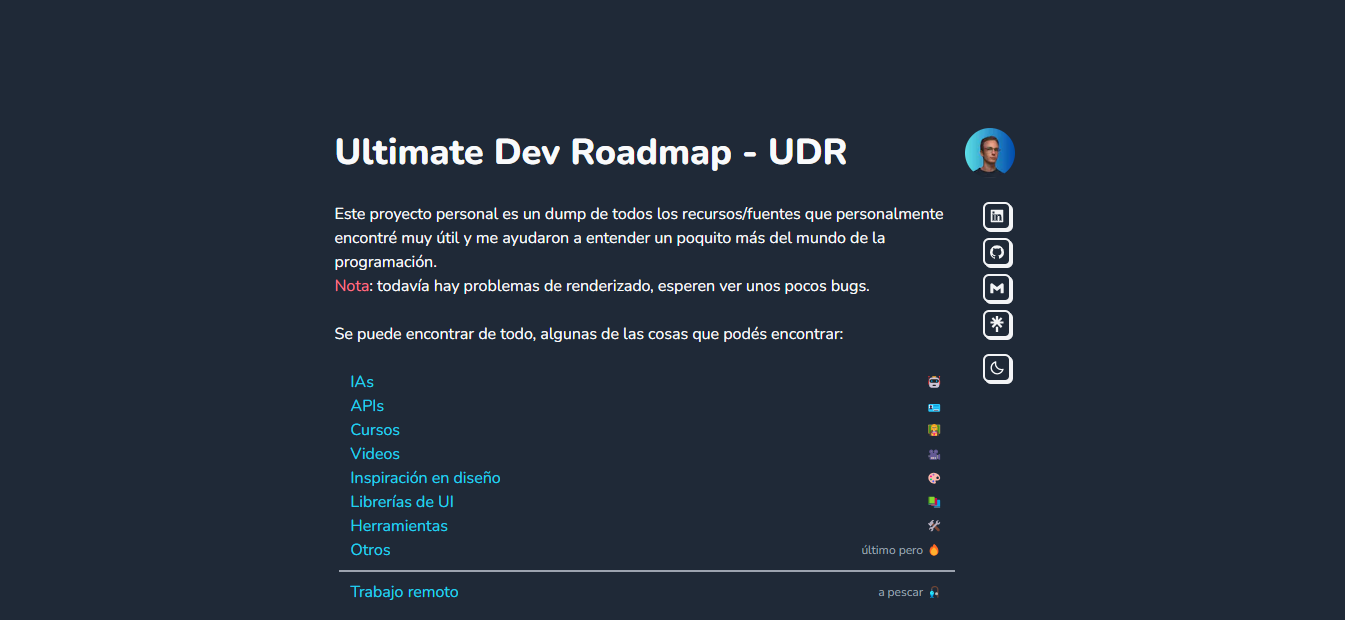 Ultimate Dev Roadmap - UDR
Este proyecto personal es un dump de todos los recursos/fuentes que personalmente
encontré muy útil y me ayudaron a entender un poquito más del mundo de la
programación.
Nota: todavía hay problemas de renderizado, esperen ver unos pocos bugs.
Se puede encontrar de todo, algunas de las cosas que podés encontrar:
IAs
APIs
Cursos
Videos
Inspiración en diseño
Librerías de UI
Herramientas
Otros último pero
Trabajo remoto a pescar